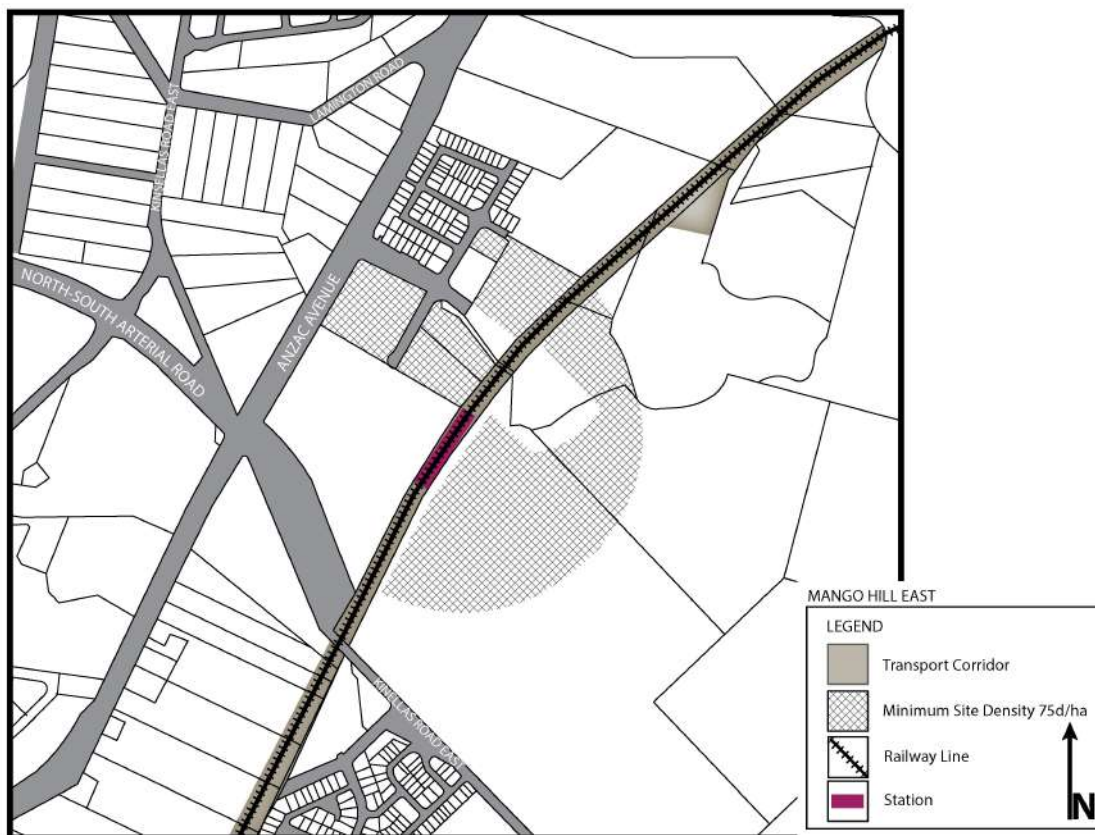 LAMINGTON ROAD
KINSELLAS ROAD EAST
NORTH-SOUTH ARTERIAL ROAD
ANZAC AVENUE
KINELLAS ROAD EAST
MANGO HILL EAST
LEGEND
Transport Corridor
Minimum Site Density 75d/ha
Railway Line
Station
N